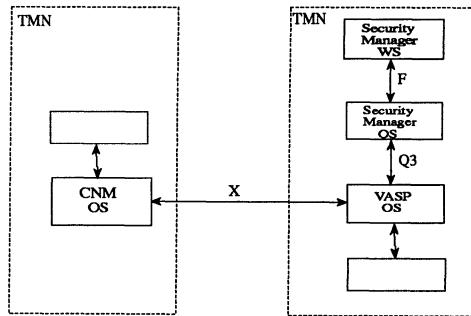 TMN
TMN
Security
Manager
WS
F
Security
Manager
OS
Q3
CNM
OS
X
VASP
OS